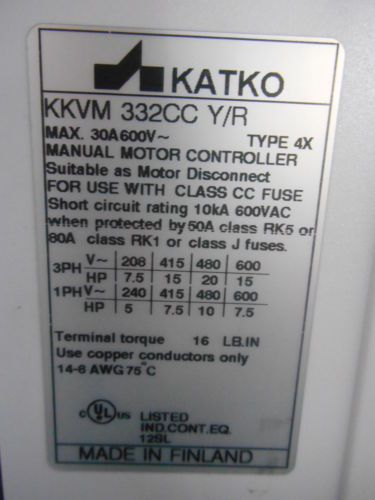 KATKO
KKVM 332CC Y/R
MAX. 30A600V~ TYPE 4X
MANUAL MOTOR CONTROLLER
Suitable as Motor Disconnect
FOR USE WITH CLASS CC FUSE
Short circuit rating 10kA 600VAC
when protected by 50A class RK5 or
80A class RK1 or class J fuses.
3PH V~ 208 415 480 600
HP 7.5 15 20 15
1PH V~ 240 415 480 600
HP 5 7.5 10 7.5
Terminal torque 16 LB.IN
Use copper conductors only
14-6 AWG 75°C
c UL us LISTED
IND.CONT.EQ.
12SL
MADE IN FINLAND